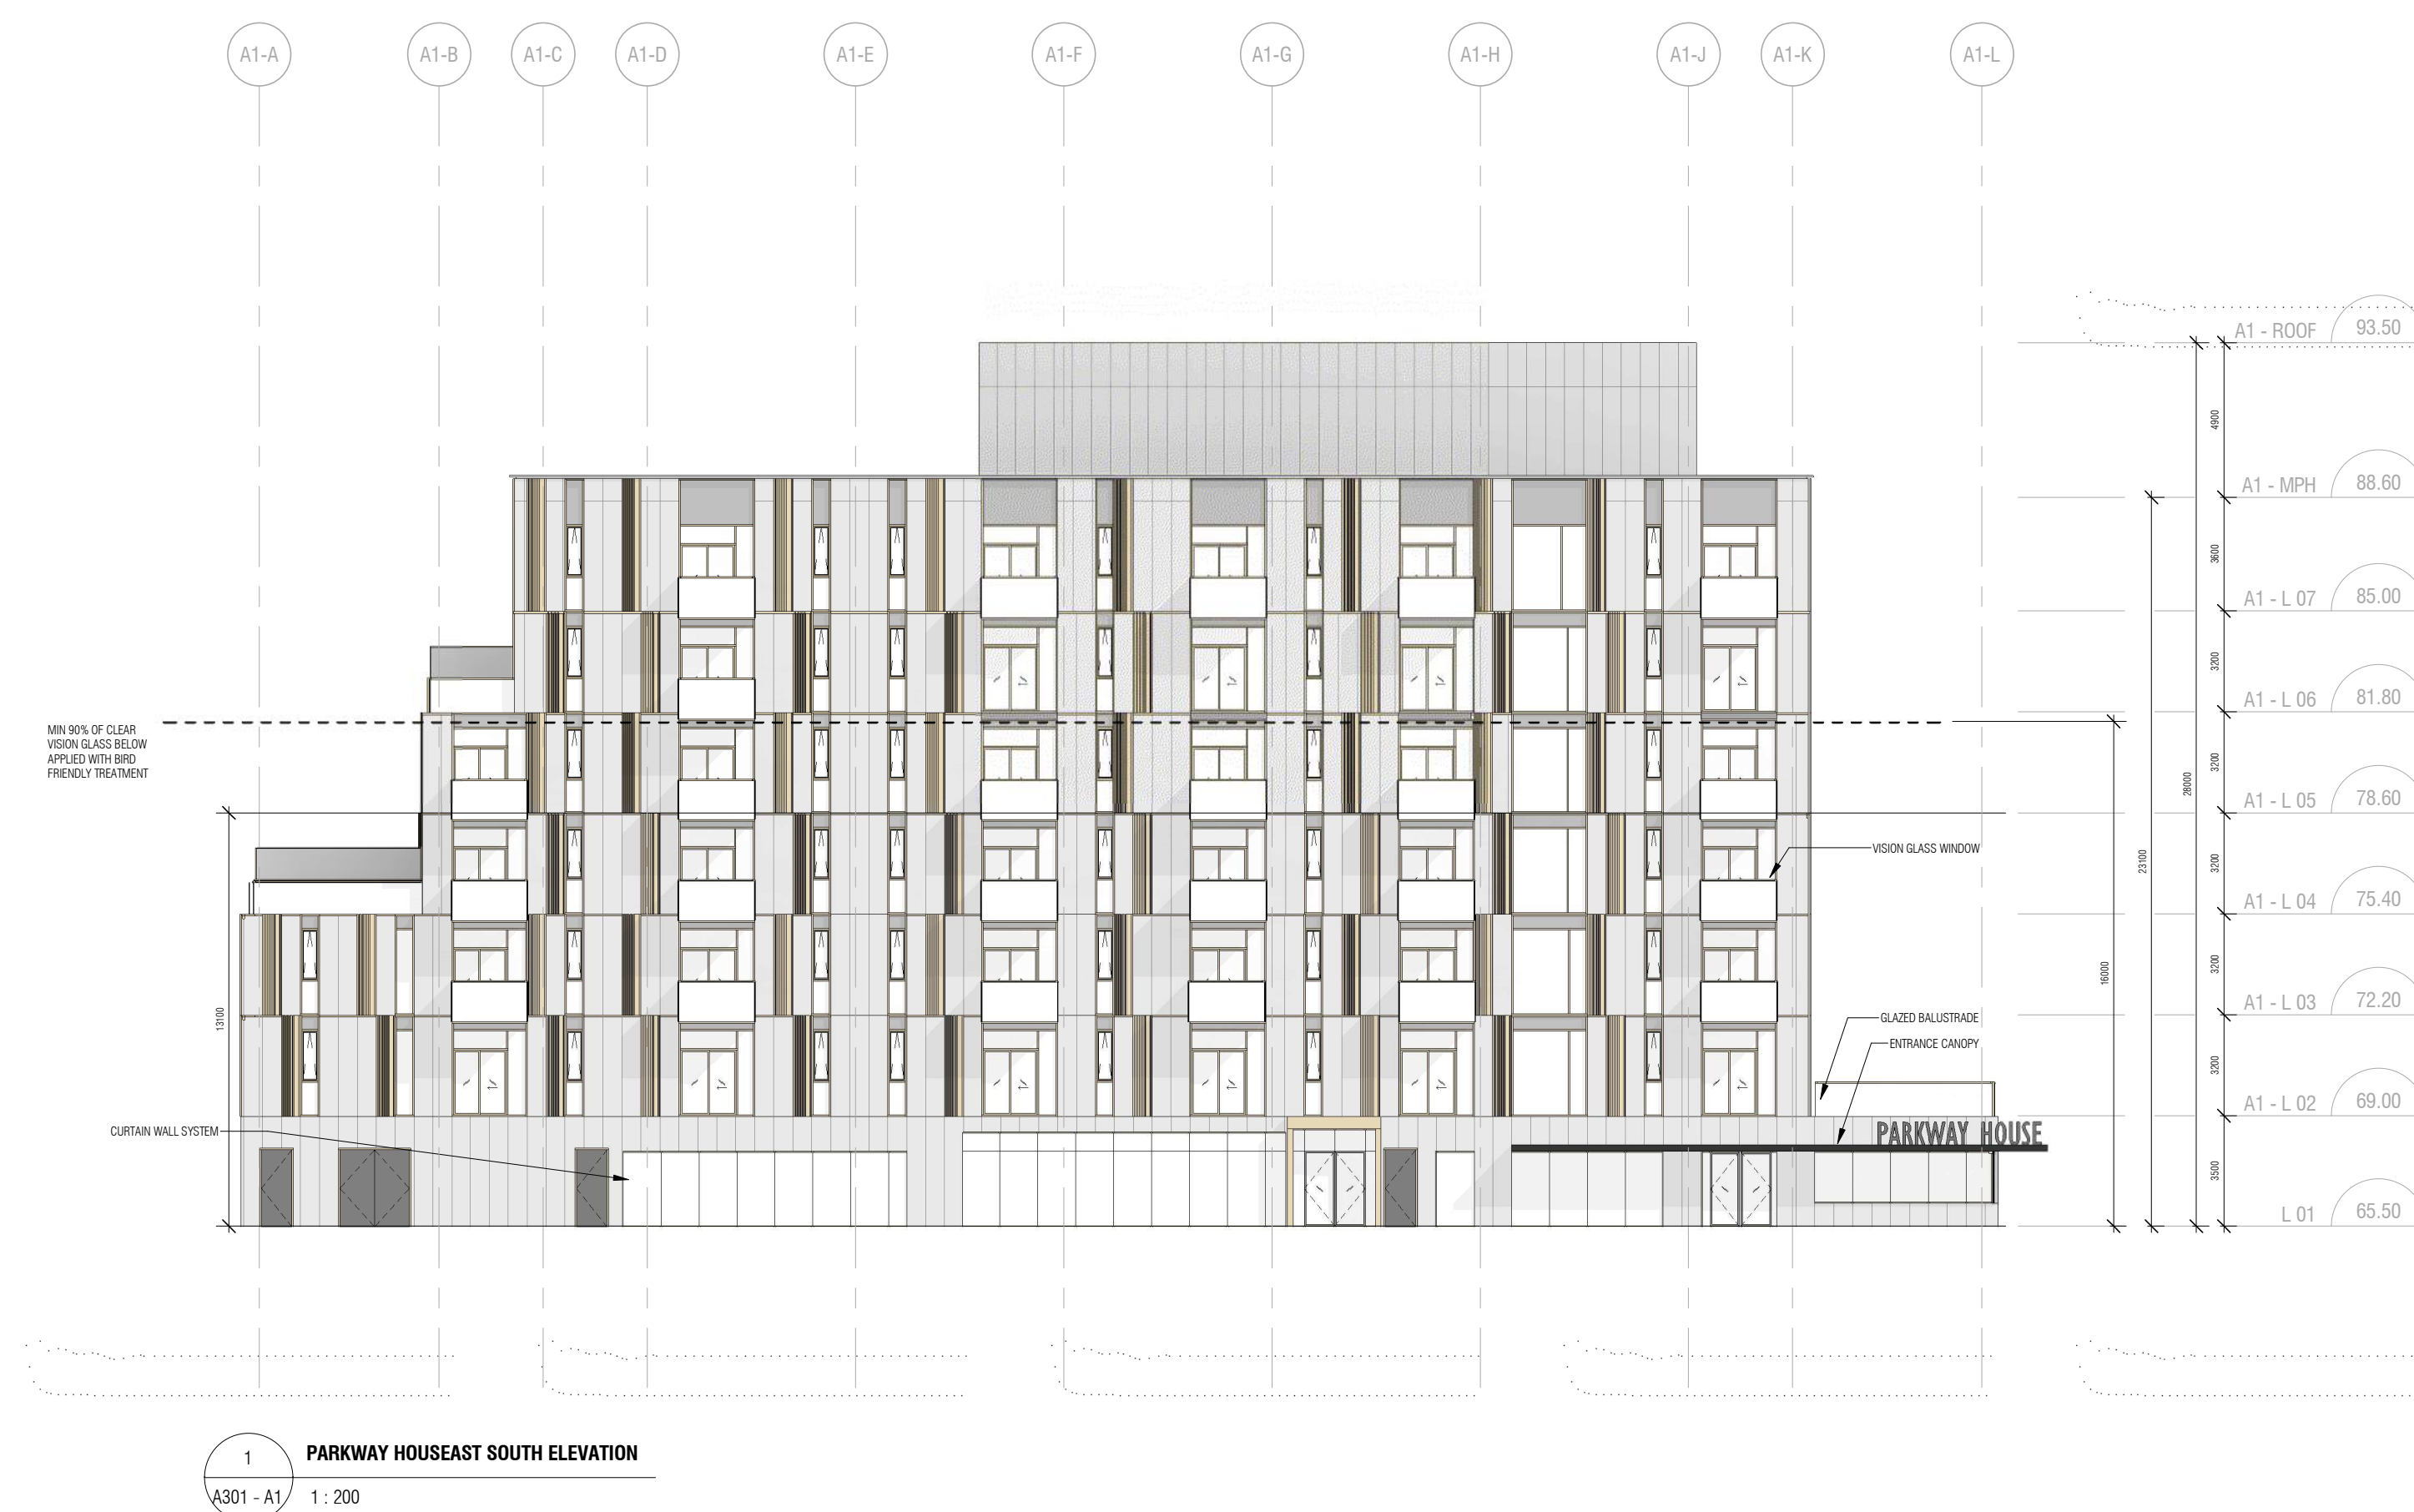 A1-A
A1-B
A1-C
A1-D
A1-E
A1-F
A1-G
A1-H
A1-J
A1-K
A1-L
A1 - ROOF 93.50
4900
A1 - MPH 88.60
3600
A1 - L 07 85.00
3200
A1 - L 06 81.80
MIN 90% OF CLEAR
VISION GLASS BELOW
APPLIED WITH BIRD
FRIENDLY TREATMENT
3200
28000
A1 - L 05 78.60
VISION GLASS WINDOW
23100
3200
A1 - L 04 75.40
16000
3200
A1 - L 03 72.20
13100
GLAZED BALUSTRADE
ENTRANCE CANOPY
3200
A1 - L 02 69.00
CURTAIN WALL SYSTEM
PARKWAY HOUSE
3500
L 01 65.50
1
PARKWAY HOUSEAST SOUTH ELEVATION
A301 - A1
1 : 200